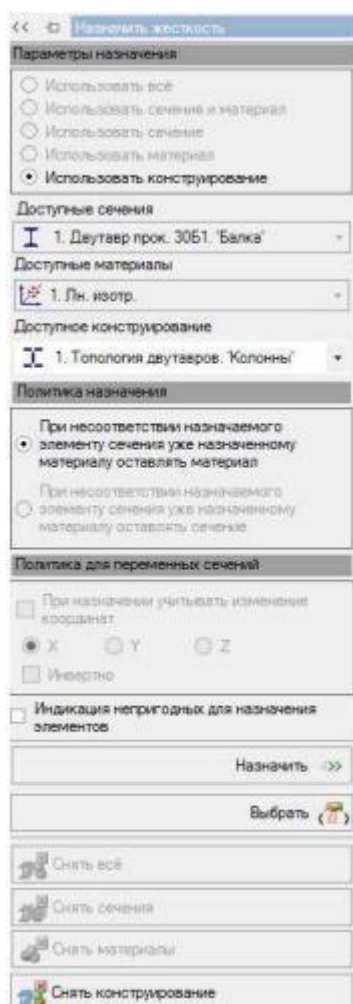 << Назначить жесткость
Параметры назначения
Использовать всё
Использовать сечение и материал
Использовать сечение
Использовать материал
Использовать конструирование
Доступные сечения
1. Двутавр прок. 30Б1. 'Балка'
Доступные материалы
1. Лн. изотр.
Доступное конструирование
1. Топология двутавров. 'Колонны'
Политика назначения
При несоответствии назначаемого
элементу сечения уже назначенному
материалу оставлять материал
При несоответствии назначаемого
элементу сечения уже назначенному
материалу оставлять сечение
Политика для переменных сечений
При назначении учитывать изменение
координат
X Y Z
Инвертно
Индикация непригодных для назначения
элементов
Назначить
Выбрать
Снять всё
Снять сечения
Снять материалы
Снять конструирование